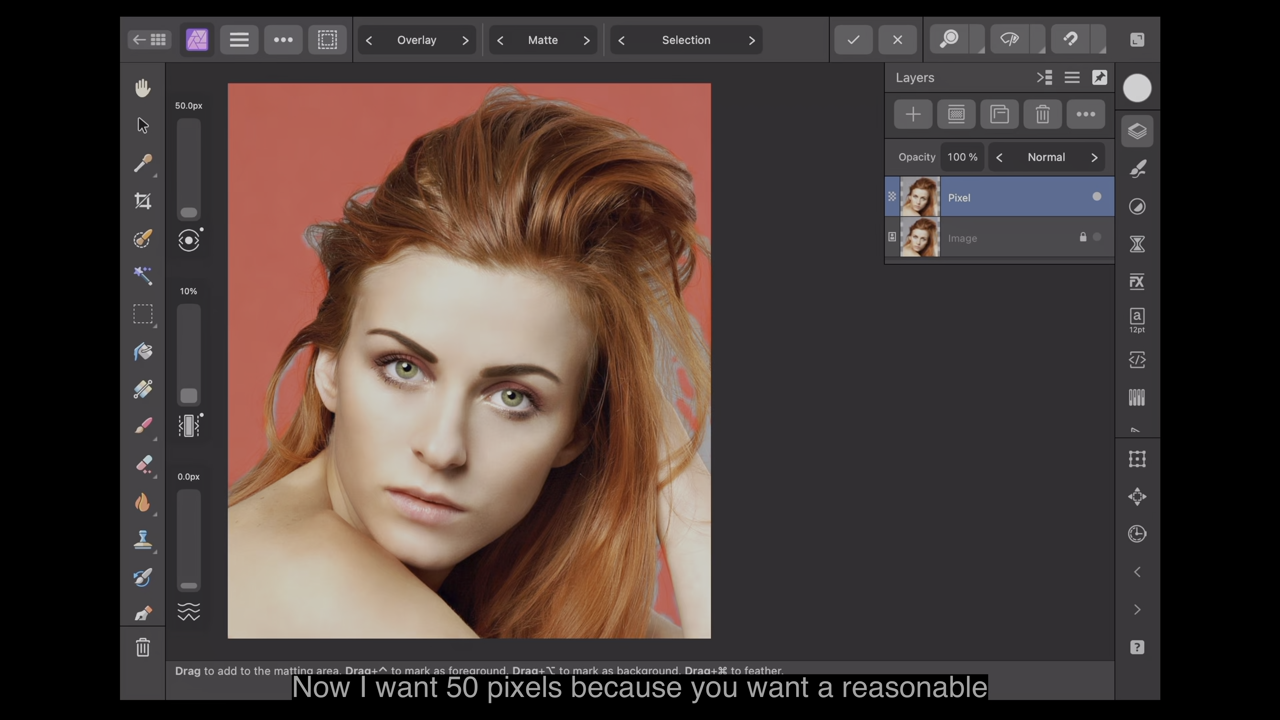 Overlay
Matte
Selection
Layers
50.0px
Opacity 100 % Normal
Pixel
Image
10%
a
12pt
FX
0.0px
?
Drag to add to the matting area. Drag+^ to mark as foreground. Drag+⌥ to mark as background. Drag+⌘ to feather.
Now I want 50 pixels because you want a reasonable